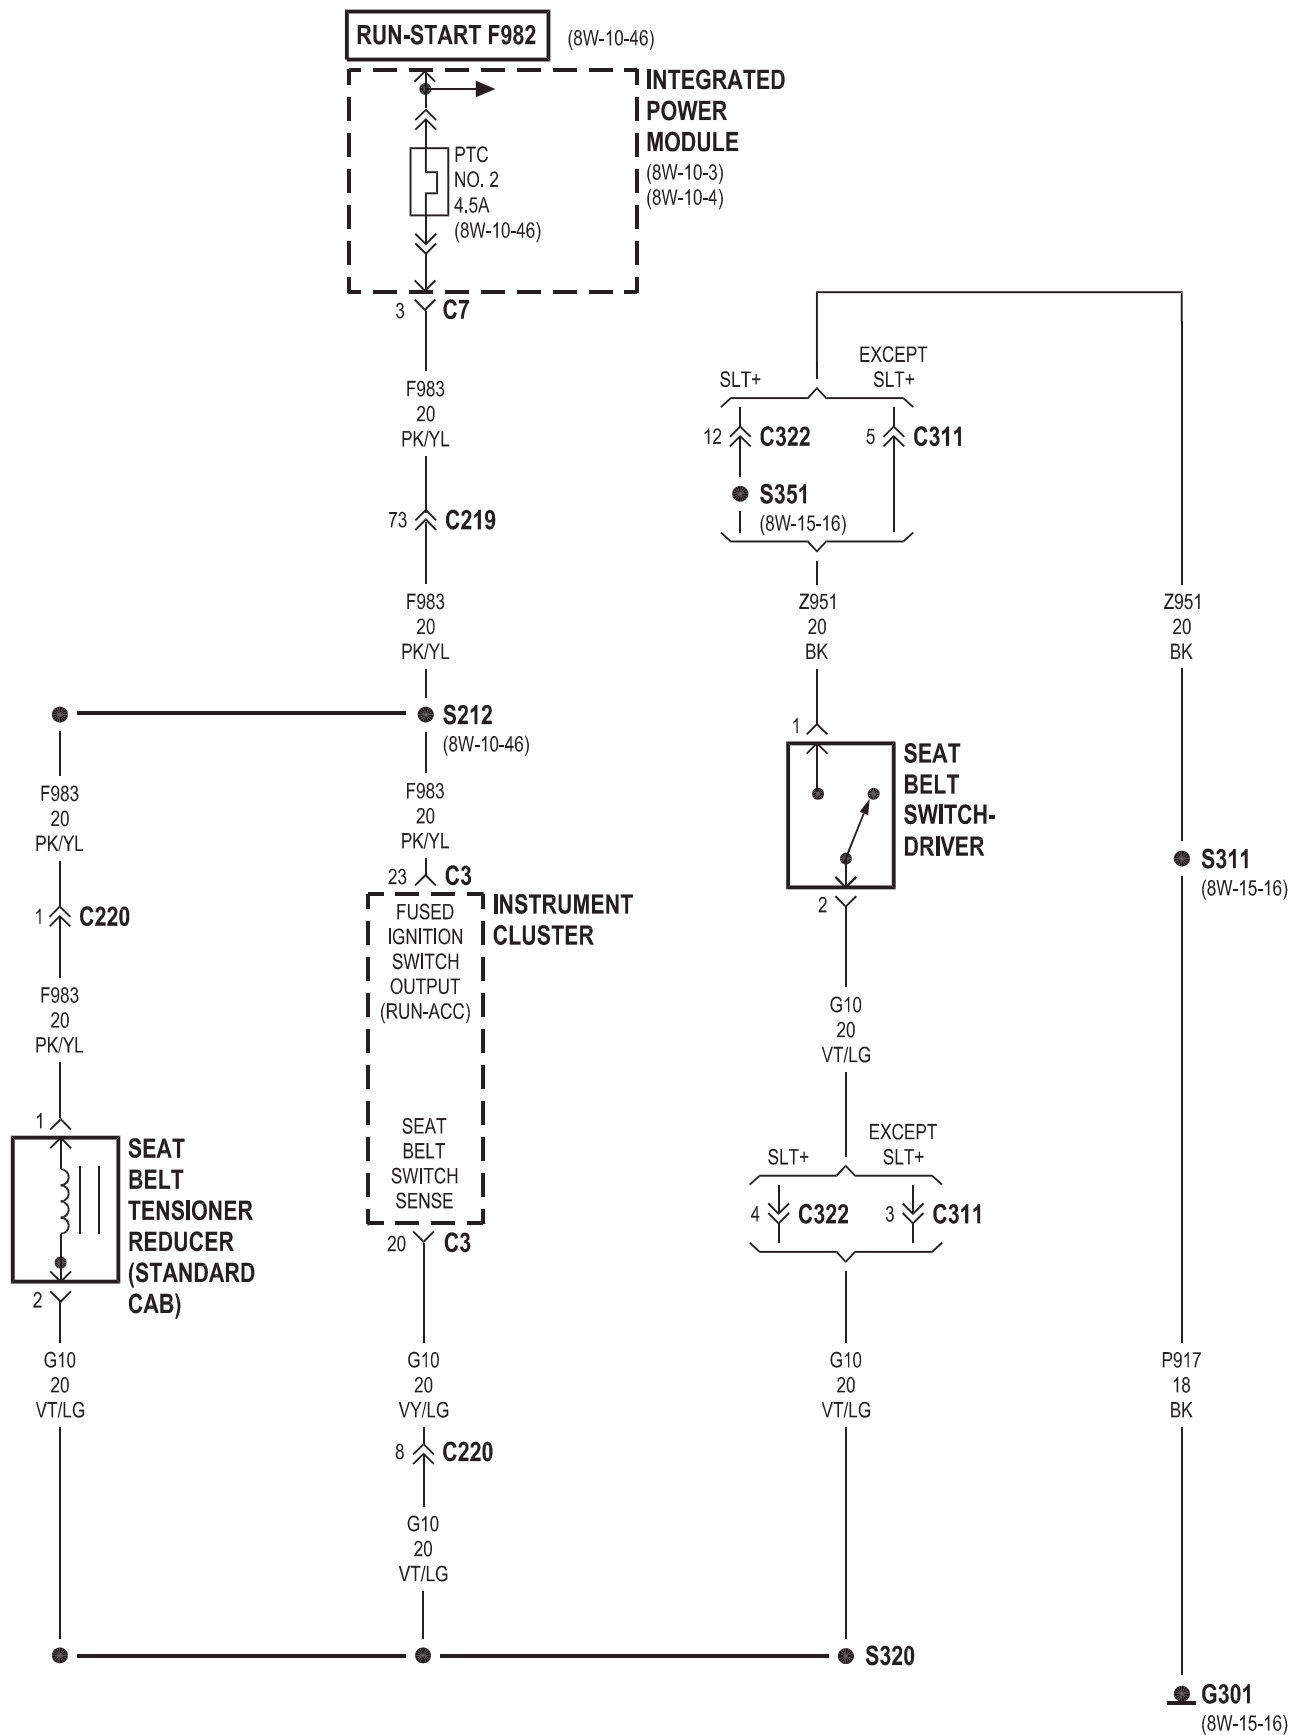 RUN-START F982 (8W-10-46)
INTEGRATED
POWER
MODULE
(8W-10-3)
(8W-10-4)
PTC
NO. 2
4.5A
(8W-10-46)
3 C7
F983
20
PK/YL
73 C219
F983
20
PK/YL
S212
(8W-10-46)
F983
20
PK/YL
1 C220
F983
20
PK/YL
1
SEAT
BELT
TENSIONER
REDUCER
(STANDARD
CAB)
2
G10
20
VT/LG
F983
20
PK/YL
23 C3
INSTRUMENT
CLUSTER
FUSED
IGNITION
SWITCH
OUTPUT
(RUN-ACC)
SEAT
BELT
SWITCH
SENSE
20 C3
G10
20
VY/LG
8 C220
G10
20
VT/LG
SLT+
EXCEPT
SLT+
12 C322
5 C311
S351
(8W-15-16)
Z951
20
BK
1
SEAT
BELT
SWITCH-
DRIVER
2
G10
20
VT/LG
SLT+
EXCEPT
SLT+
4 C322
3 C311
G10
20
VT/LG
S320
Z951
20
BK
S311
(8W-15-16)
P917
18
BK
G301
(8W-15-16)